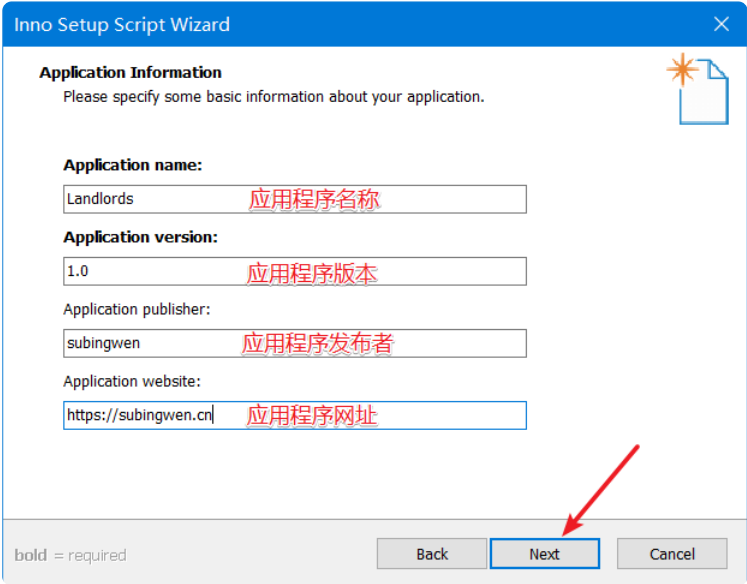 Inno Setup Script Wizard
Application Information
Please specify some basic information about your application.
Application name:
Landlords 应用程序名称
Application version:
1.0 应用程序版本
Application publisher:
subingwen 应用程序发布者
Application website:
https://subingwen.cn 应用程序网址
bold = required
Back Next Cancel